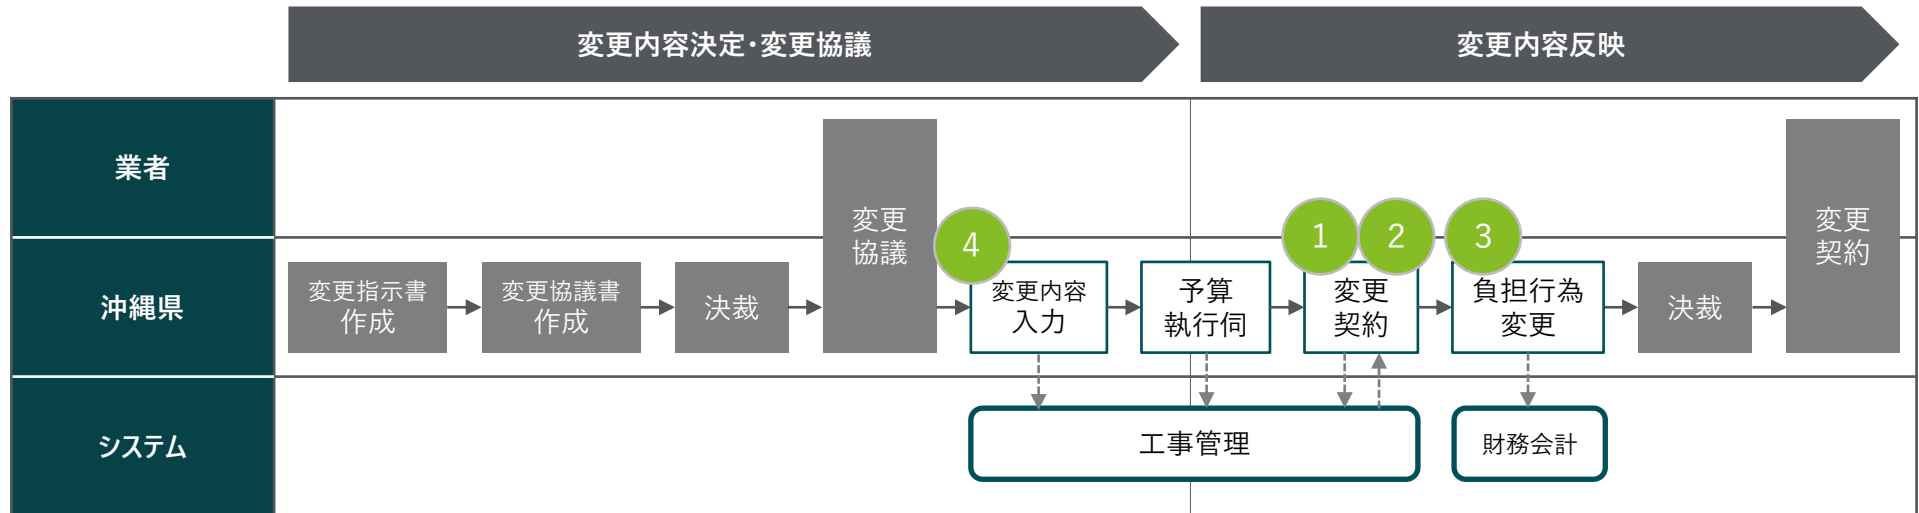 変更内容決定・変更協議
変更内容反映
業者
変更
協議
変更
契約
4
1
2
3
沖縄県
変更指示書
作成
変更協議書
作成
決裁
変更内容
入力
予算
執行伺
変更
契約
負担行為
変更
決裁
システム
工事管理
財務会計